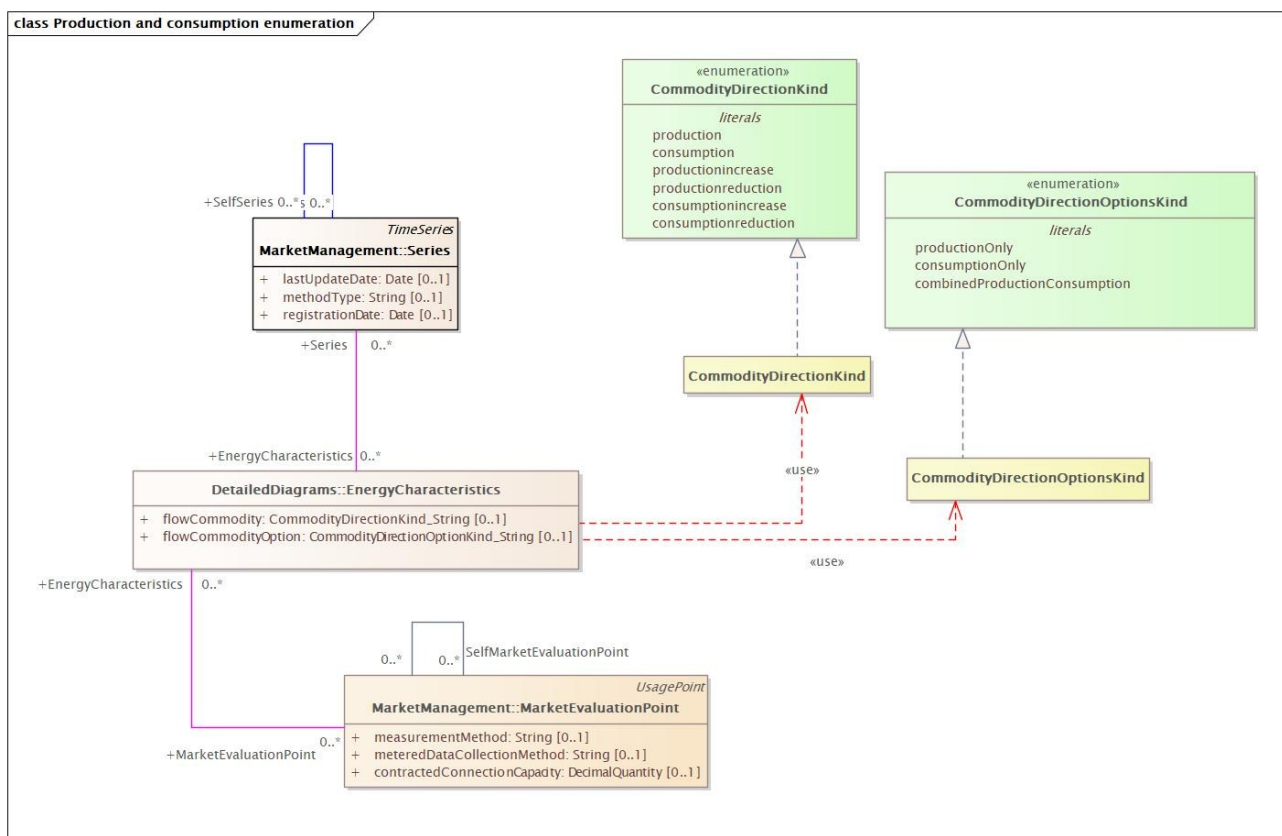 class Production and consumption enumeration
«enumeration»
CommodityDirectionKind
literals
production
consumption
productionincrease
productionreduction
consumptionincrease
consumptionreduction
«enumeration»
CommodityDirectionOptionsKind
literals
productionOnly
consumptionOnly
combinedProductionConsumption
+SelfSeries 0..*
s 0..*
TimeSeries
MarketManagement::Series
+ lastUpdateDate: Date [0..1]
+ methodType: String [0..1]
+ registrationDate: Date [0..1]
+Series 0..*
CommodityDirectionKind
+EnergyCharacteristics 0..*
«use»
CommodityDirectionOptionsKind
DetailedDiagrams::EnergyCharacteristics
+ flowCommodity: CommodityDirectionKind_String [0..1]
+ flowCommodityOption: CommodityDirectionOptionKind_String [0..1]
«use»
+EnergyCharacteristics 0..*
SelfMarketEvaluationPoint
0..* 0..*
UsagePoint
MarketManagement::MarketEvaluationPoint
+ measurementMethod: String [0..1]
+ meteredDataCollectionMethod: String [0..1]
+ contractedConnectionCapacity: DecimalQuantity [0..1]
0..*
+MarketEvaluationPoint